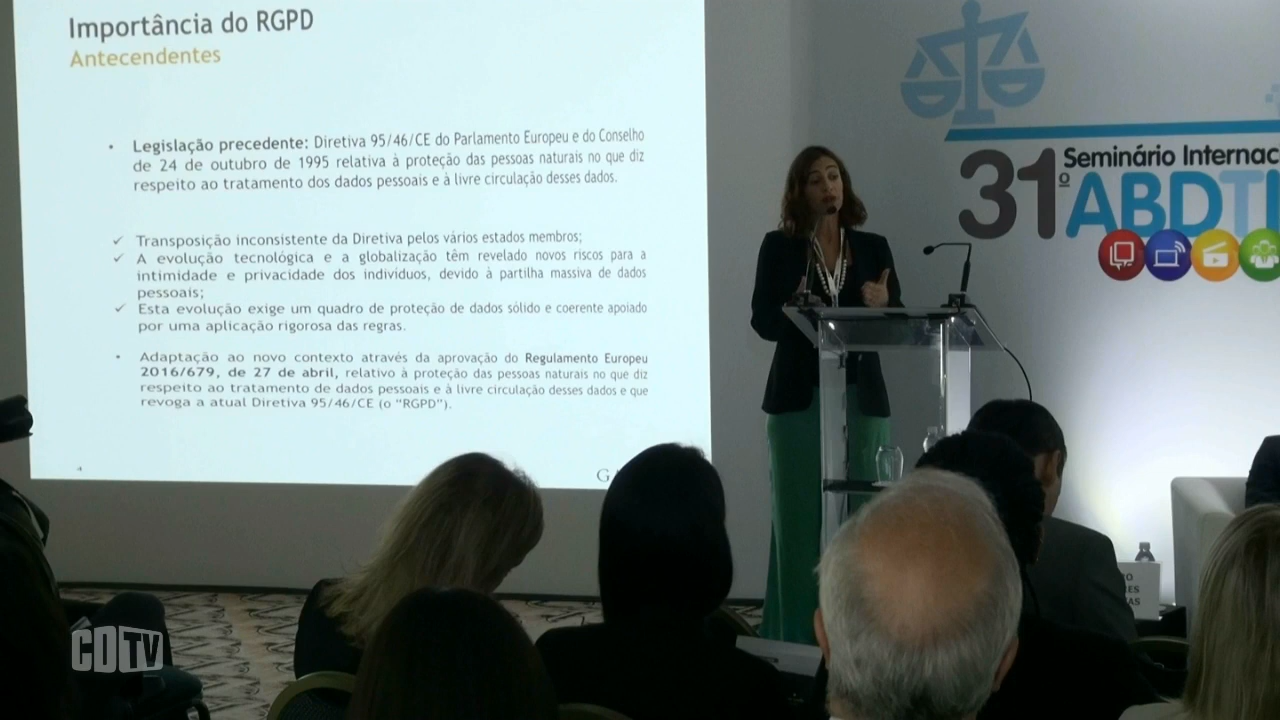 Importância do RGPD
Antecendentes
• Legislação precedente: Diretiva 95/46/CE do Parlamento Europeu e do Conselho
de 24 de outubro de 1995 relativa à proteção das pessoas naturais no que diz
respeito ao tratamento dos dados pessoais e à livre circulação desses dados.
✓ Transposição inconsistente da Diretiva pelos vários estados membros;
✓ A evolução tecnológica e a globalização têm revelado novos riscos para a
intimidade e privacidade dos individuos, devido à partilha massiva de dados
pessoais;
✓ Esta evolução exige um quadro de proteção de dados sólido e coerente apoiado
por uma aplicação rigorosa das regras.
• Adaptação ao novo contexto através da aprovação do Regulamento Europeu
2016/679, de 27 de abril, relativo à proteção das pessoas naturais no que diz
respeito ao tratamento de dados pessoais e à livre circulação desses dados e que
revoga a atual Diretiva 95/46/CE (o "RGPD").
4
31º
Seminário Internac
ABDTI
CDTV